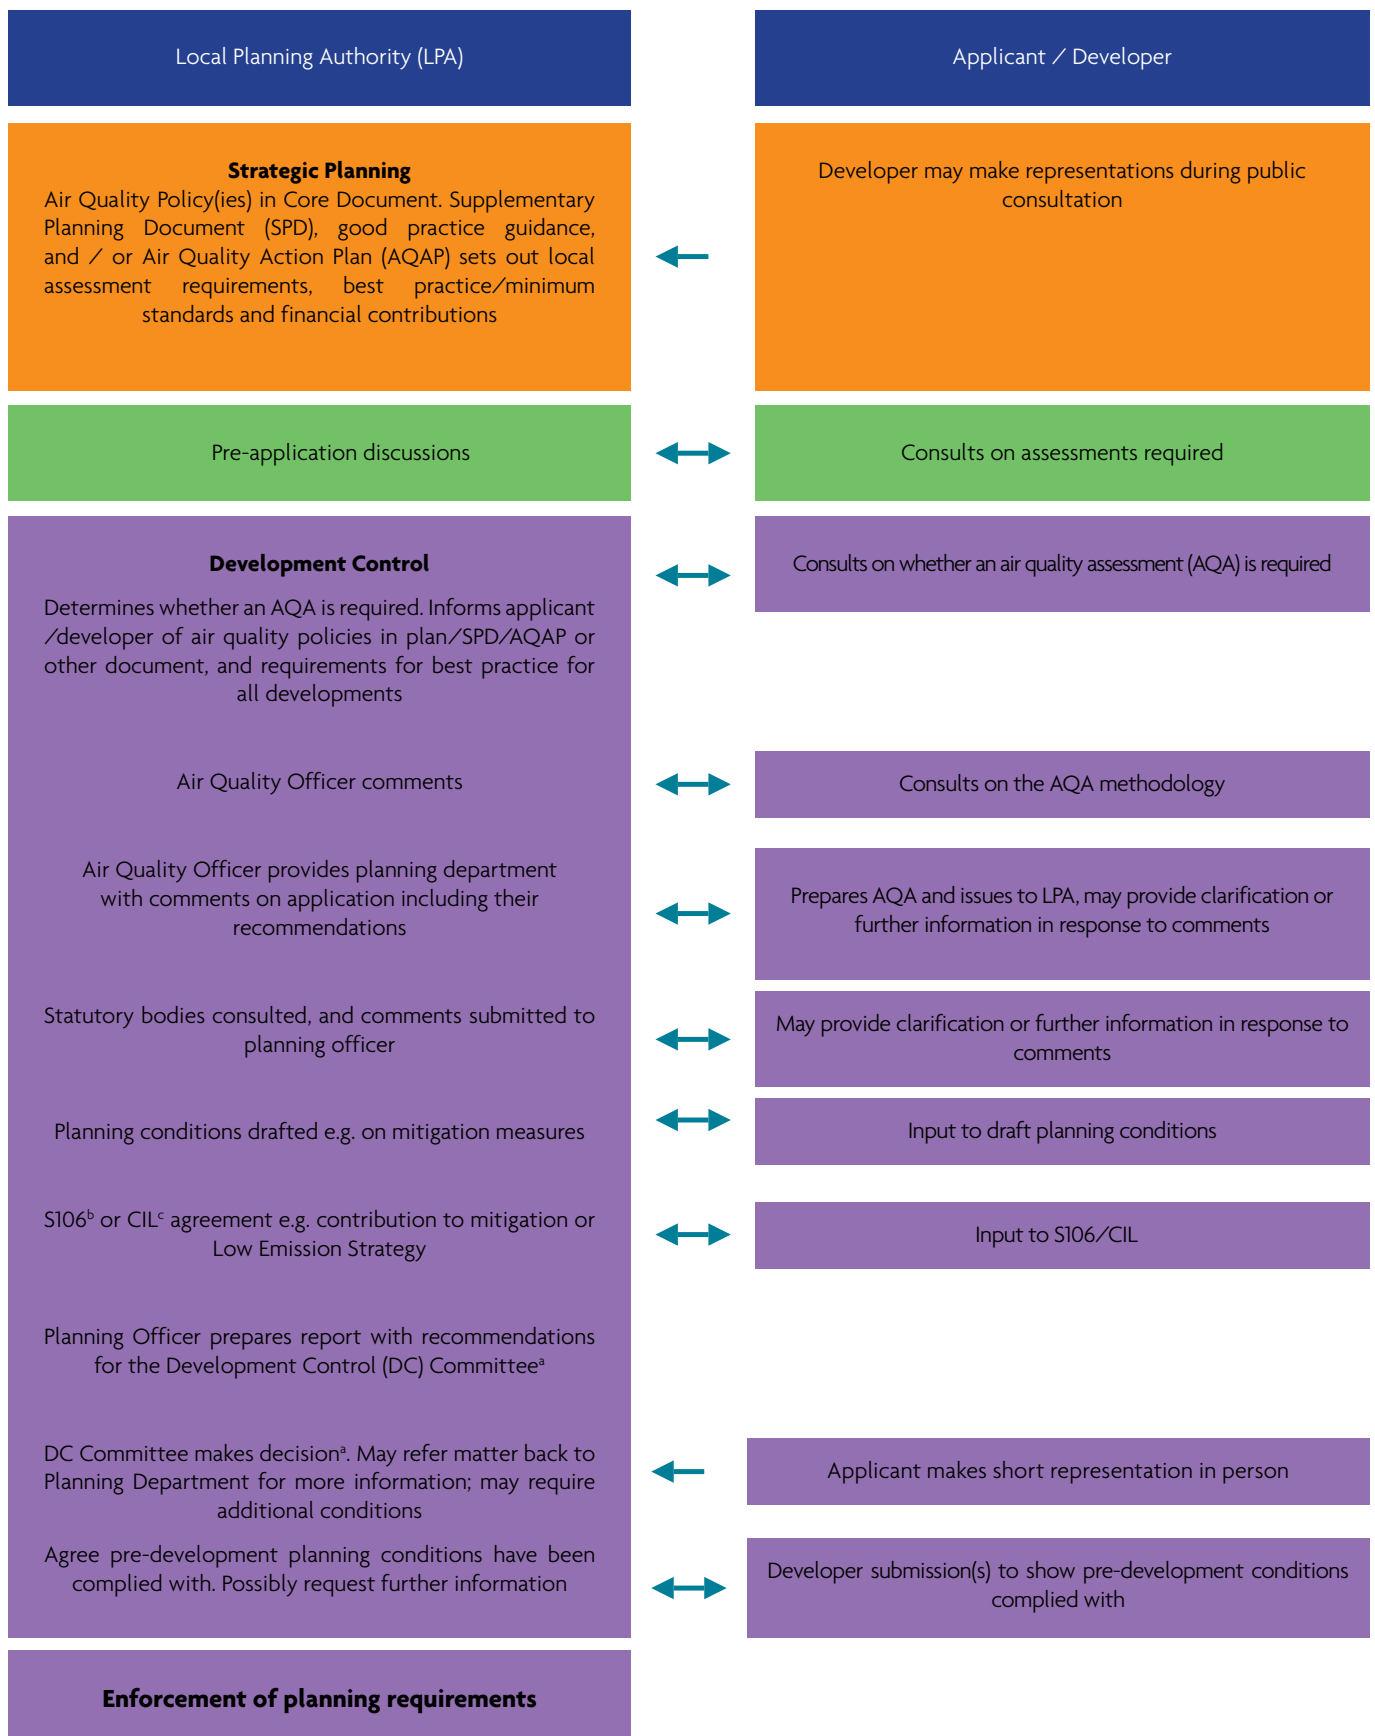 Local Planning Authority (LPA)
Applicant / Developer
Strategic Planning
Air Quality Policy(ies) in Core Document. Supplementary
Planning Document (SPD), good practice guidance,
and / or Air Quality Action Plan (AQAP) sets out local
assessment requirements, best practice/minimum
standards and financial contributions
Developer may make representations during public
consultation
Pre-application discussions
Consults on assessments required
Development Control
Determines whether an AQA is required. Informs applicant
/developer of air quality policies in plan/SPD/AQAP or
other document, and requirements for best practice for
all developments
Consults on whether an air quality assessment (AQA) is required
Air Quality Officer comments
Consults on the AQA methodology
Air Quality Officer provides planning department
with comments on application including their
recommendations
Prepares AQA and issues to LPA, may provide clarification or
further information in response to comments
Statutory bodies consulted, and comments submitted to
planning officer
May provide clarification or further information in response to
comments
Planning conditions drafted e.g. on mitigation measures
Input to draft planning conditions
S106ᵇ or CILᶜ agreement e.g. contribution to mitigation or
Low Emission Strategy
Input to S106/CIL
Planning Officer prepares report with recommendations
for the Development Control (DC) Committeeᵃ
DC Committee makes decisionᵃ. May refer matter back to
Planning Department for more information; may require
additional conditions
Applicant makes short representation in person
Agree pre-development planning conditions have been
complied with. Possibly request further information
Developer submission(s) to show pre-development conditions
complied with
Enforcement of planning requirements